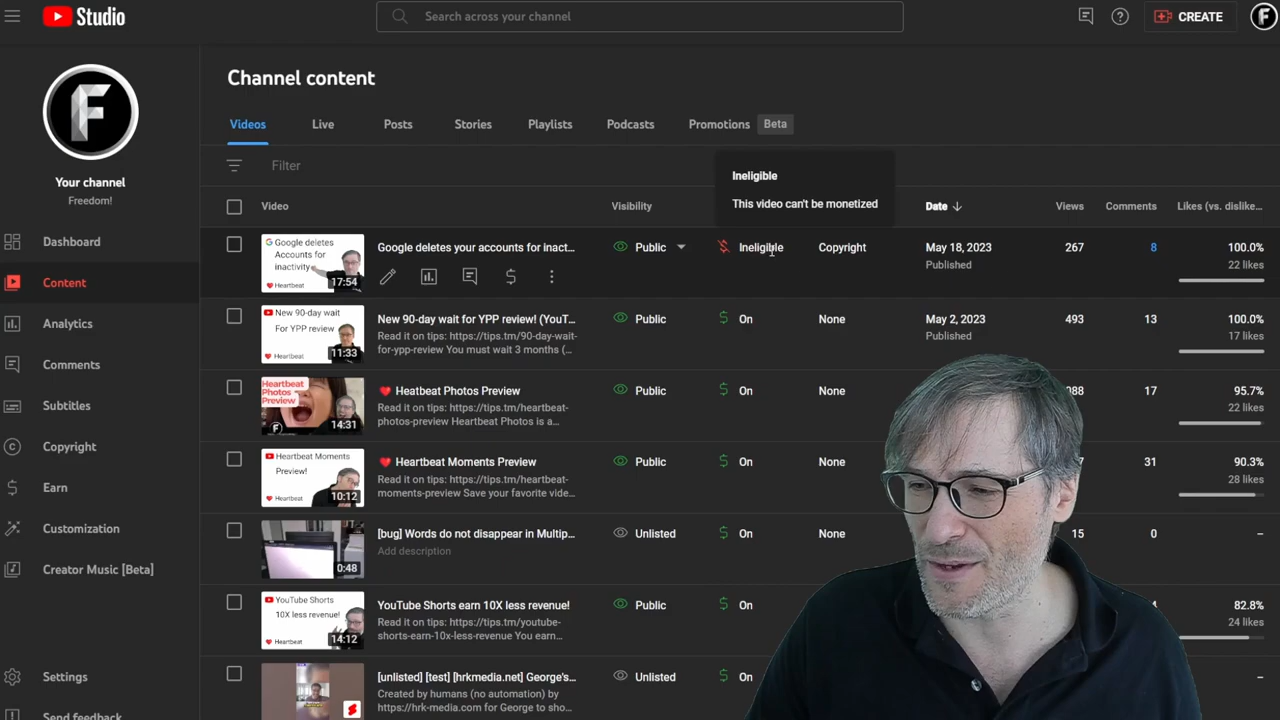 Studio
Search across your channel
CREATE
F
F
Your channel
Freedom!
Dashboard
Content
Analytics
Comments
Subtitles
Copyright
Earn
Customization
Creator Music [Beta]
Settings
Send feedback
Channel content
Videos Live Posts Stories Playlists Podcasts Promotions Beta
Filter
Ineligible
This video can't be monetized
Video Visibility Date Views Comments Likes (vs. dislike...
Google deletes
Accounts for
inactivity
Heartbeat
17:54
Google deletes your accounts for inact...
Public Ineligible Copyright May 18, 2023 267 8 100.0%
Published 22 likes
New 90-day wait
For YPP review
Heartbeat
11:33
New 90-day wait for YPP review! (YouT...
Read it on tips: https://tips.tm/90-day-wait-
for-ypp-review You must wait 3 months (...
Public On None May 2, 2023 493 13 100.0%
Published 17 likes
Heartbeat
Photos
Preview
F
14:31
Heatbeat Photos Preview
Read it on tips: https://tips.tm/heartbeat-
photos-preview Heartbeat Photos is a...
Public On None 17 95.7%
22 likes
Heartbeat Moments
Preview!
Heartbeat
10:12
Heartbeat Moments Preview
Read it on tips: https://tips.tm/heartbeat-
moments-preview Save your favorite vide...
Public On None 31 90.3%
28 likes
0:48
[bug] Words do not disappear in Multip...
Add description
Unlisted On None 15 0 –
YouTube Shorts
10X less revenue!
Heartbeat
14:12
YouTube Shorts earn 10X less revenue!
Read it on tips: https://tips.tm/youtube-
shorts-earn-10x-less-revenue You earn...
Public On 82.8%
24 likes
[unlisted] [test] [hrkmedia.net] George's...
Created by humans (no automation) by
https://hrk-media.com for George to sho...
Unlisted On –